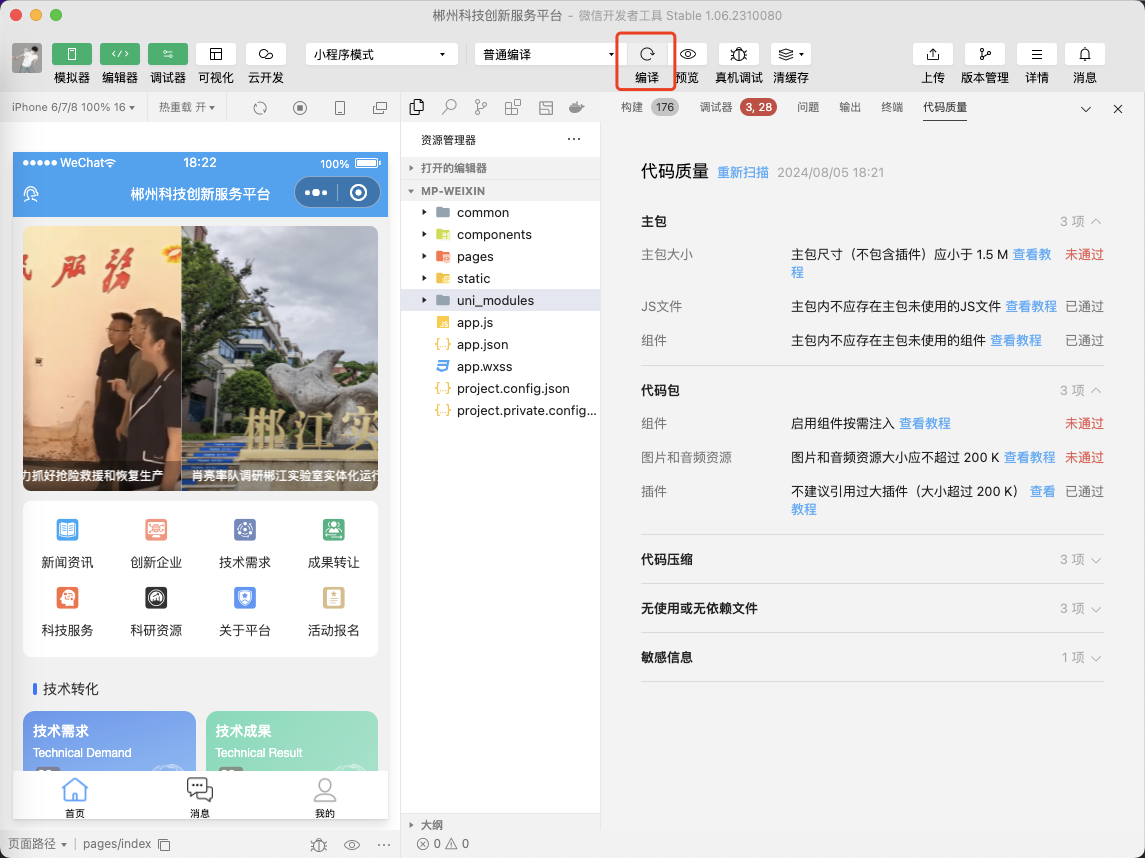 郴州科技创新服务平台 - 微信开发者工具 Stable 1.06.2310080
模拟器 编辑器 调试器 可视化 云开发
小程序模式 普通编译
编译 预览 真机调试 清缓存
上传 版本管理 详情 消息
iPhone 6/7/8 100% 16 热重载 开
WeChat 18:22 100%
郴州科技创新服务平台
力抓好抢险救援和恢复生产
肖亮率队调研郴江实验室实体化运行
郴江实
新闻资讯 创新企业 技术需求 成果转让
科技服务 科研资源 关于平台 活动报名
技术转化
技术需求 技术成果
Technical Demand Technical Result
首页 消息 我的
页面路径 pages/index
资源管理器
打开的编辑器
MP-WEIXIN
common
components
pages
static
uni_modules
JS app.js
{..} app.json
app.wxss
{..} project.config.json
{..} project.private.config...
大纲
0 0
构建 176 调试器 3, 28 问题 输出 终端 代码质量
代码质量 重新扫描 2024/08/05 18:21
主包 3 项
主包大小 主包尺寸（不包含插件）应小于 1.5 M 查看教 未通过
程
JS文件 主包内不应存在主包未使用的JS文件 查看教程 已通过
组件 主包内不应存在主包未使用的组件 查看教程 已通过
代码包 3 项
组件 启用组件按需注入 查看教程 未通过
图片和音频资源 图片和音频资源大小应不超过 200 K 查看教程 未通过
插件 不建议引用过大插件（大小超过 200 K） 查看 已通过
教程
代码压缩 3 项
无使用或无依赖文件 3 项
敏感信息 1 项